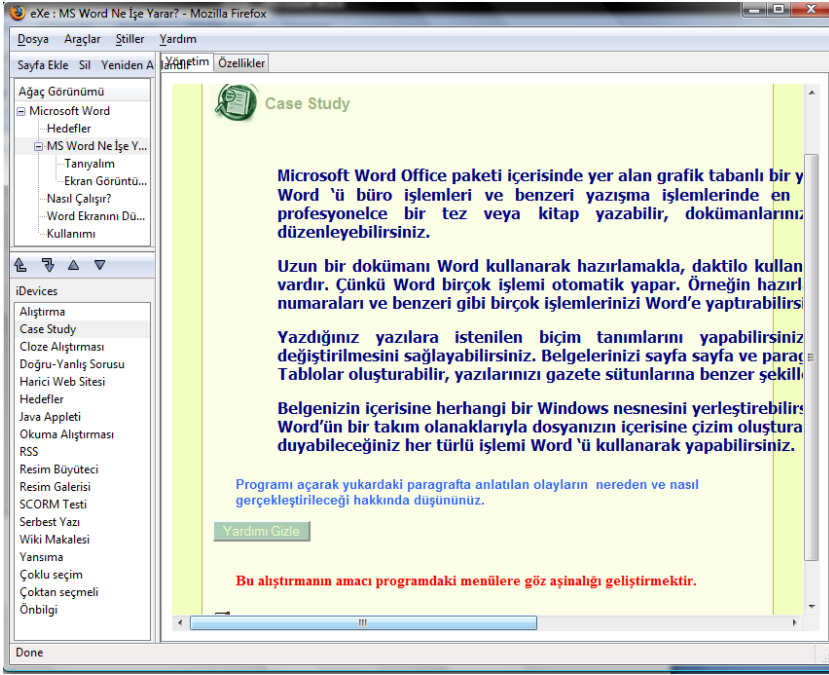 eXe : MS Word Ne İşe Yarar? - Mozilla Firefox
Dosya Araçlar Stiller Yardım
Sayfa Ekle Sil Yeniden A
Yönetim Özellikler
Ağaç Görünümü
Microsoft Word
Hedefler
MS Word Ne İşe Y...
Tanıyalım
Ekran Görüntü...
Nasıl Çalışır?
Word Ekranını Dü...
Kullanımı
iDevices
Alıştırma
Case Study
Cloze Alıştırması
Doğru-Yanlış Sorusu
Harici Web Sitesi
Hedefler
Java Appleti
Okuma Alıştırması
RSS
Resim Büyüteci
Resim Galerisi
SCORM Testi
Serbest Yazı
Wiki Makalesi
Yansıma
Çoklu seçim
Çoktan seçmeli
Önbilgi
Case Study
Microsoft Word Office paketi içerisinde yer alan grafik tabanlı bir y
Word ‘ü büro işlemleri ve benzeri yazışma işlemlerinde en
profesyonelce bir tez veya kitap yazabilir, dokümanlarınız
düzenleyebilirsiniz.
Uzun bir dokümanı Word kullanarak hazırlamakla, daktilo kullan
vardır. Çünkü Word birçok işlemi otomatik yapar. Örneğin hazırl
numaraları ve benzeri gibi birçok işlemlerinizi Word’e yaptırabilirsi
Yazdığınız yazılara istenilen biçim tanımlarını yapabilirsiniz
değiştirilmesini sağlayabilirsiniz. Belgelerinizi sayfa sayfa ve parag
Tablolar oluşturabilir, yazılarınızı gazete sütunlarına benzer şekill
Belgenizin içerisine herhangi bir Windows nesnesini yerleştirebilirs
Word’ün bir takım olanaklarıyla dosyanızın içerisine çizim oluştura
duyabileceğiniz her türlü işlemi Word ‘ü kullanarak yapabilirsiniz.
Programı açarak yukardaki paragrafta anlatılan olayların nereden ve nasıl
gerçekleştirileceği hakkında düşününüz.
Yardımı Gizle
Bu alıştırmanın amacı programdaki menülere göz aşinalığı geliştirmektir.
Done